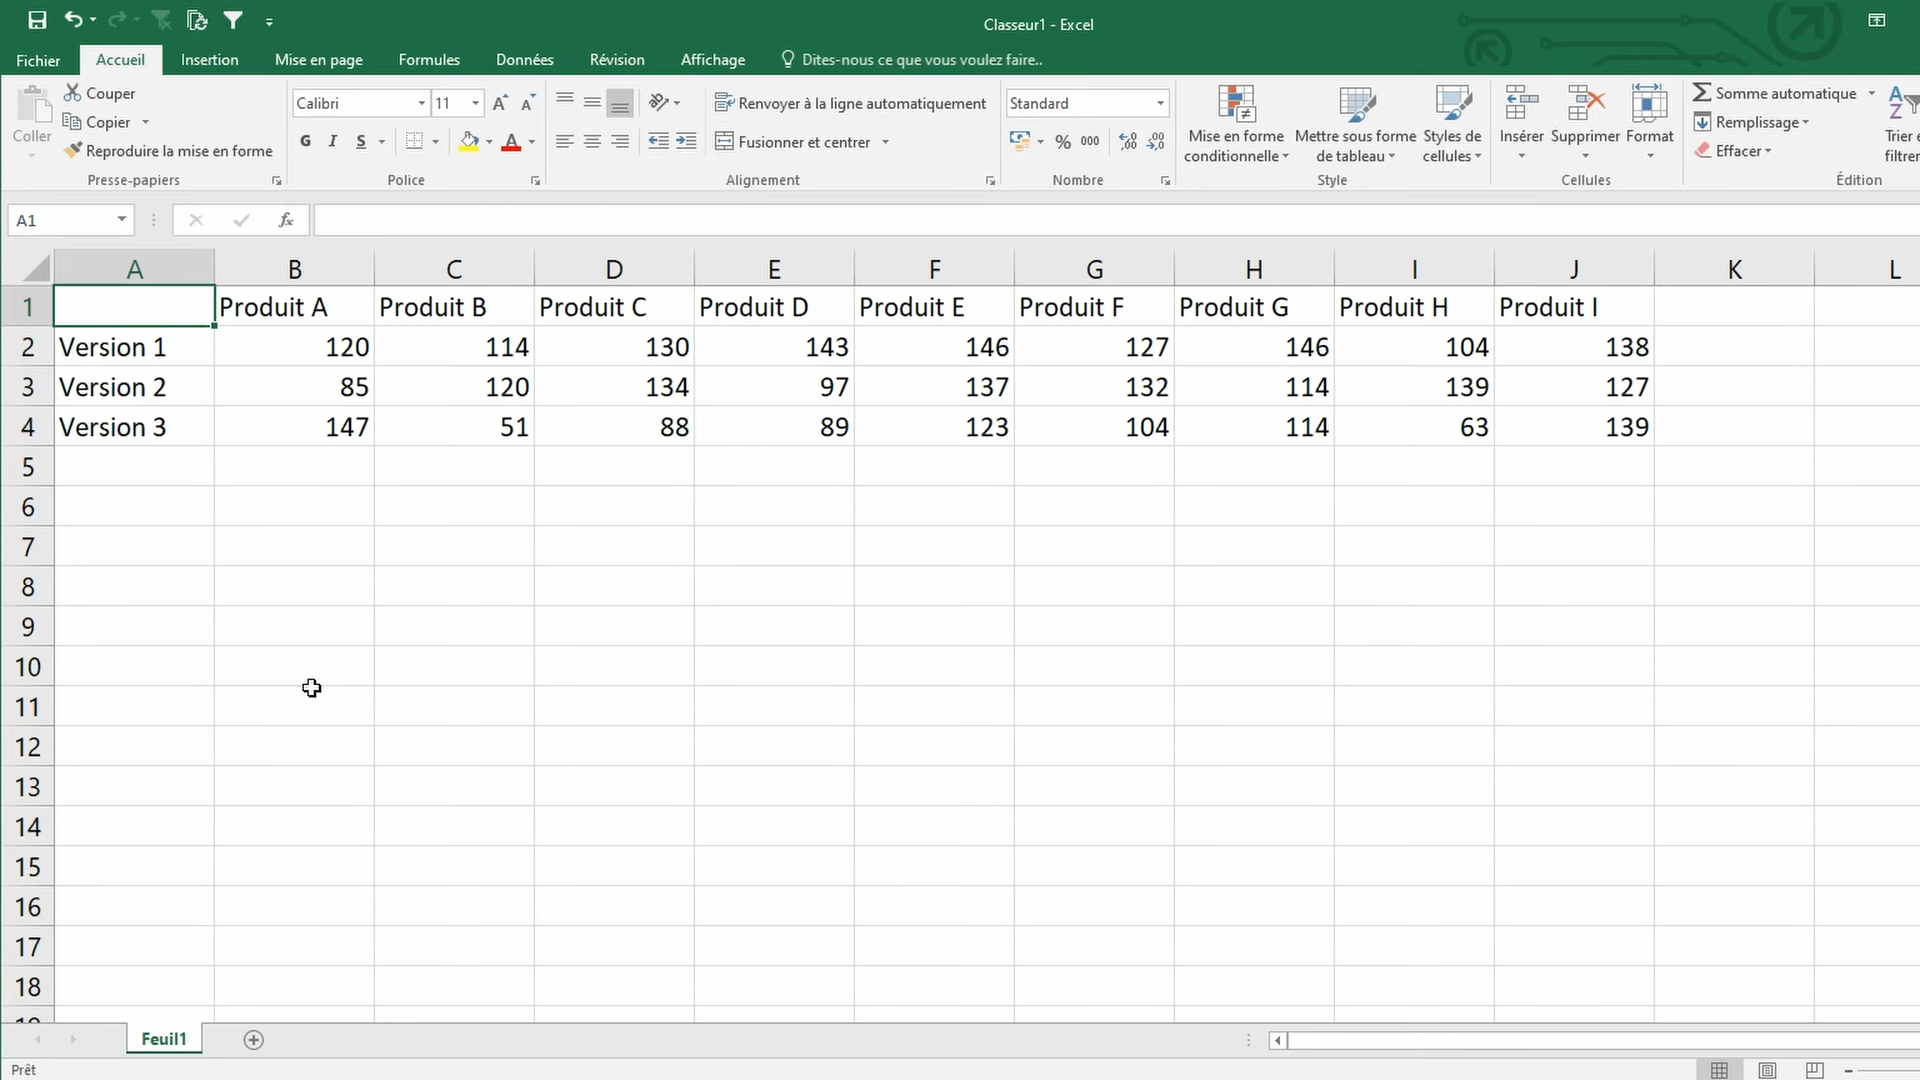 Classeur1 - Excel
Fichier Accueil Insertion Mise en page Formules Données Révision Affichage Dites-nous ce que vous voulez faire..
Coller
Couper
Copier
Reproduire la mise en forme
Presse-papiers
Calibri 11
G I S A
Police
Renvoyer à la ligne automatiquement
Fusionner et centrer
Alignement
Standard
% 000
Nombre
Mise en forme
conditionnelle
Mettre sous forme
de tableau
Styles de
cellules
Style
Insérer Supprimer Format
Cellules
Somme automatique
Remplissage
Effacer
Trier e
filtrer
Édition
A1 fx
A B C D E F G H I J K L
1 Produit A Produit B Produit C Produit D Produit E Produit F Produit G Produit H Produit I
2 Version 1 120 114 130 143 146 127 146 104 138
3 Version 2 85 120 134 97 137 132 114 139 127
4 Version 3 147 51 88 89 123 104 114 63 139
5
6
7
8
9
10
11
12
13
14
15
16
17
18
Feuil1
Prêt